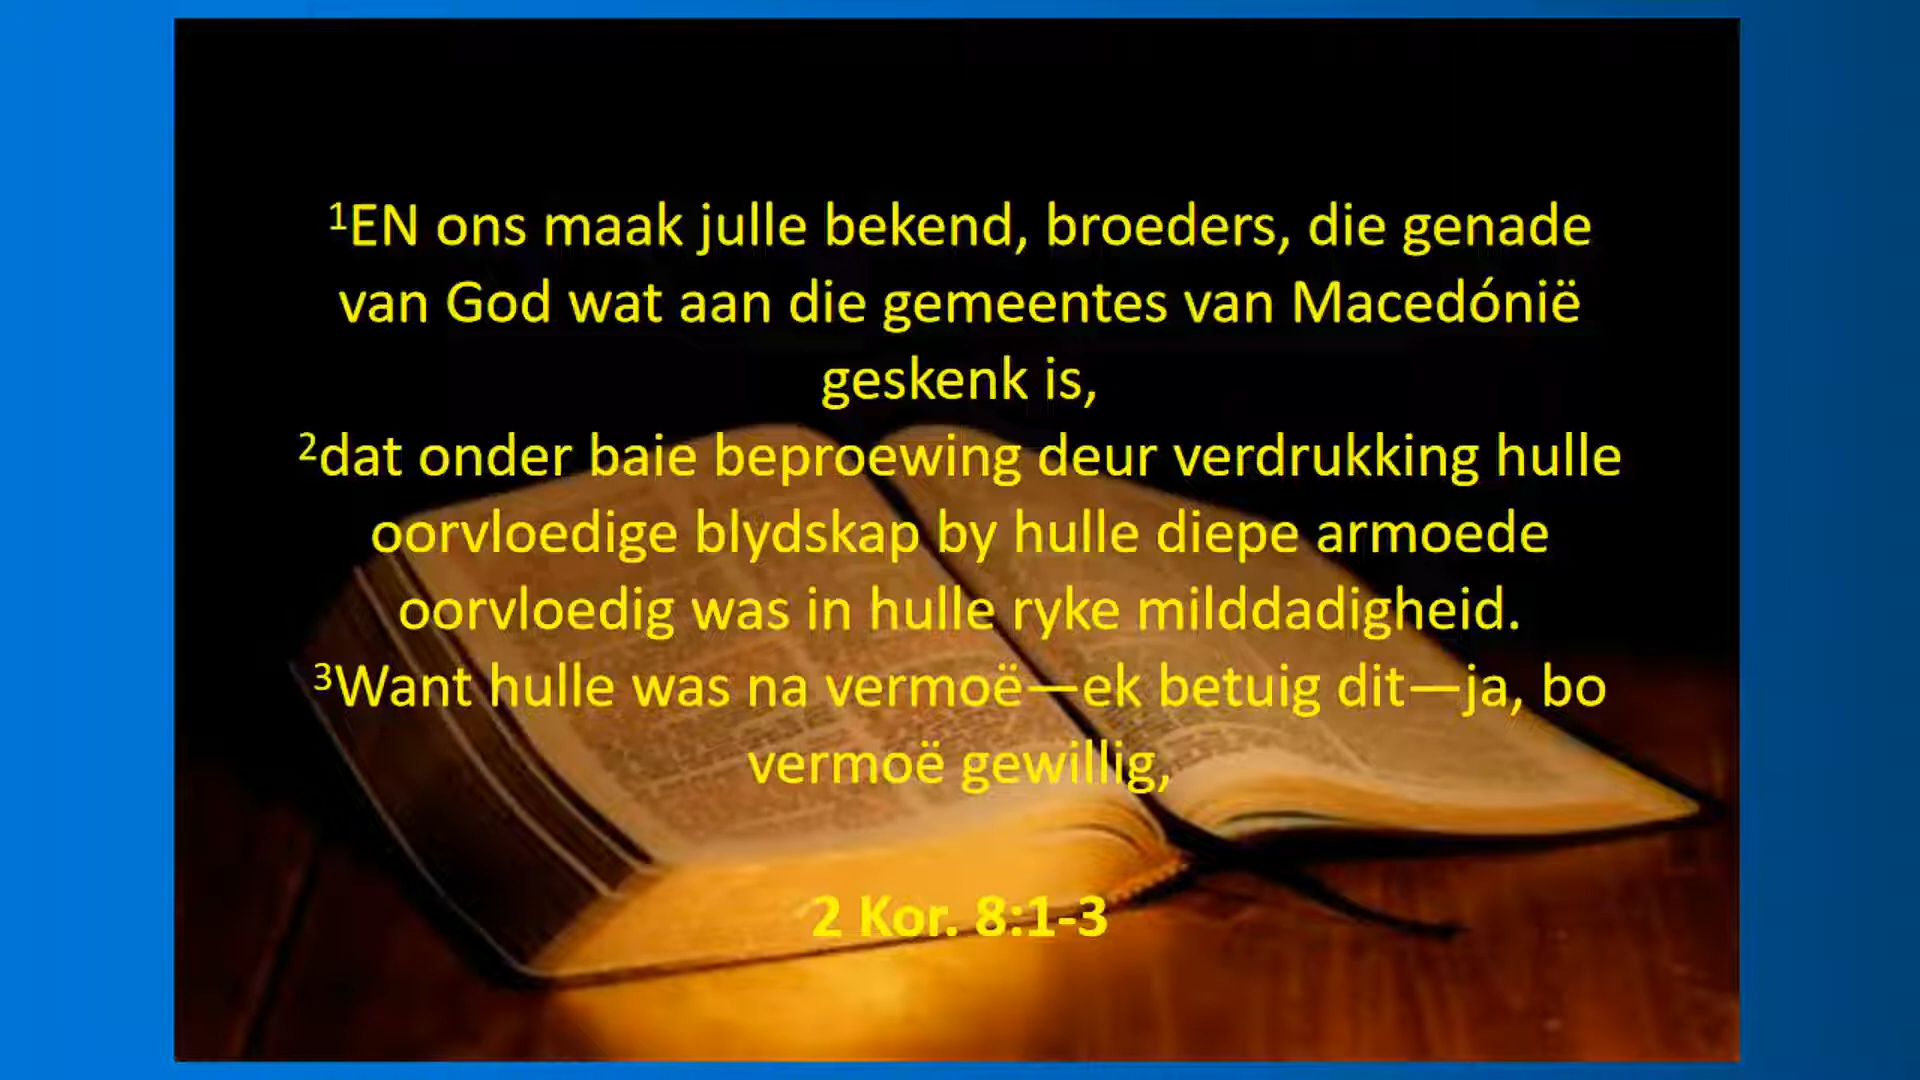 ¹EN ons maak julle bekend, broeders, die genade
van God wat aan die gemeentes van Macedónië
geskenk is,
²dat onder baie beproewing deur verdrukking hulle
oorvloedige blydskap by hulle diepe armoede
oorvloedig was in hulle ryke milddadigheid.
³Want hulle was na vermoë—ek betuig dit—ja, bo
vermoë gewillig,
2 Kor. 8:1-3